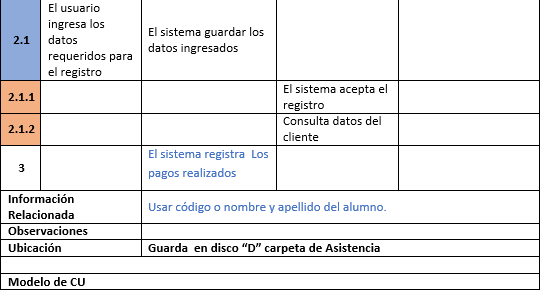 El usuario
ingresa los
datos
requeridos para
el registro
2.1
El sistema guardar los
datos ingresados
2.1.1
El sistema acepta el
registro
2.1.2
Consulta datos del
cliente
3
El sistema registra  Los
pagos realizados
Información
Relacionada
Usar código o nombre y apellido del alumno.
Observaciones
Ubicación
Guarda  en disco “D” carpeta de Asistencia
Modelo de CU